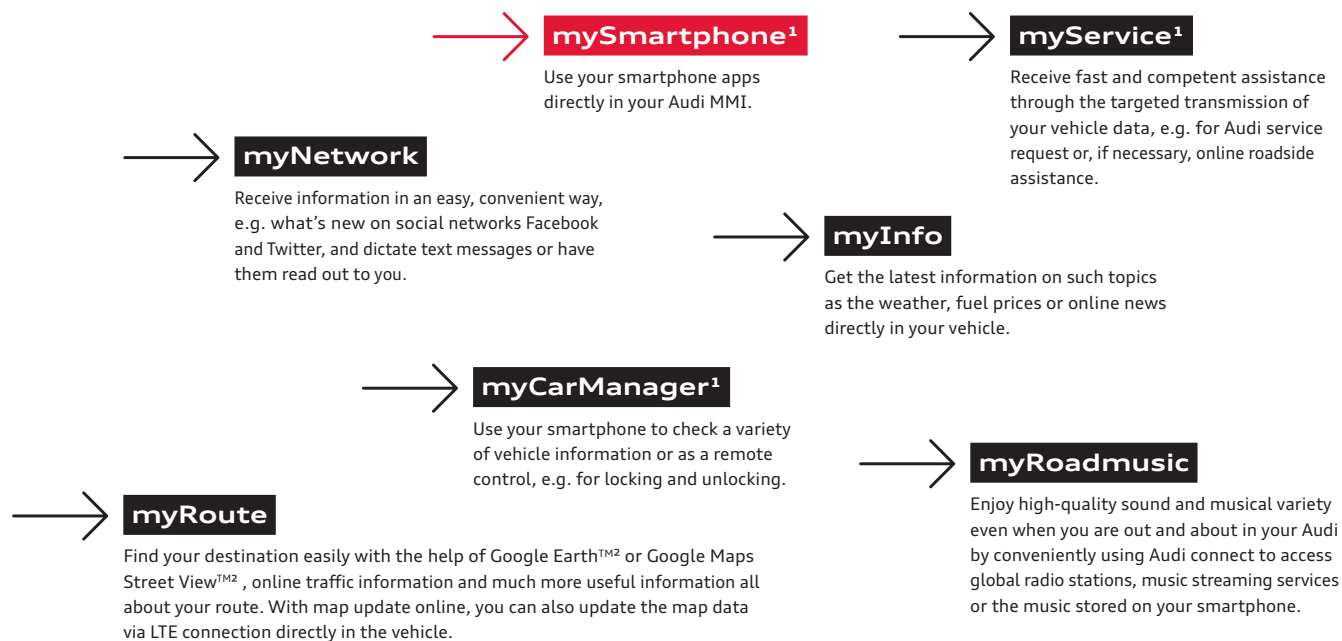 mySmartphone¹
Use your smartphone apps
directly in your Audi MMI.
myService¹
Receive fast and competent assistance
through the targeted transmission of
your vehicle data, e.g. for Audi service
request or, if necessary, online roadside
assistance.
myNetwork
Receive information in an easy, convenient way,
e.g. what’s new on social networks Facebook
and Twitter, and dictate text messages or have
them read out to you.
myInfo
Get the latest information on such topics
as the weather, fuel prices or online news
directly in your vehicle.
myCarManager¹
Use your smartphone to check a variety
of vehicle information or as a remote
control, e.g. for locking and unlocking.
myRoadmusic
Enjoy high-quality sound and musical variety
even when you are out and about in your Audi
by conveniently using Audi connect to access
global radio stations, music streaming services
or the music stored on your smartphone.
myRoute
Find your destination easily with the help of Google Earth™² or Google Maps
Street View™² , online traffic information and much more useful information all
about your route. With map update online, you can also update the map data
via LTE connection directly in the vehicle.